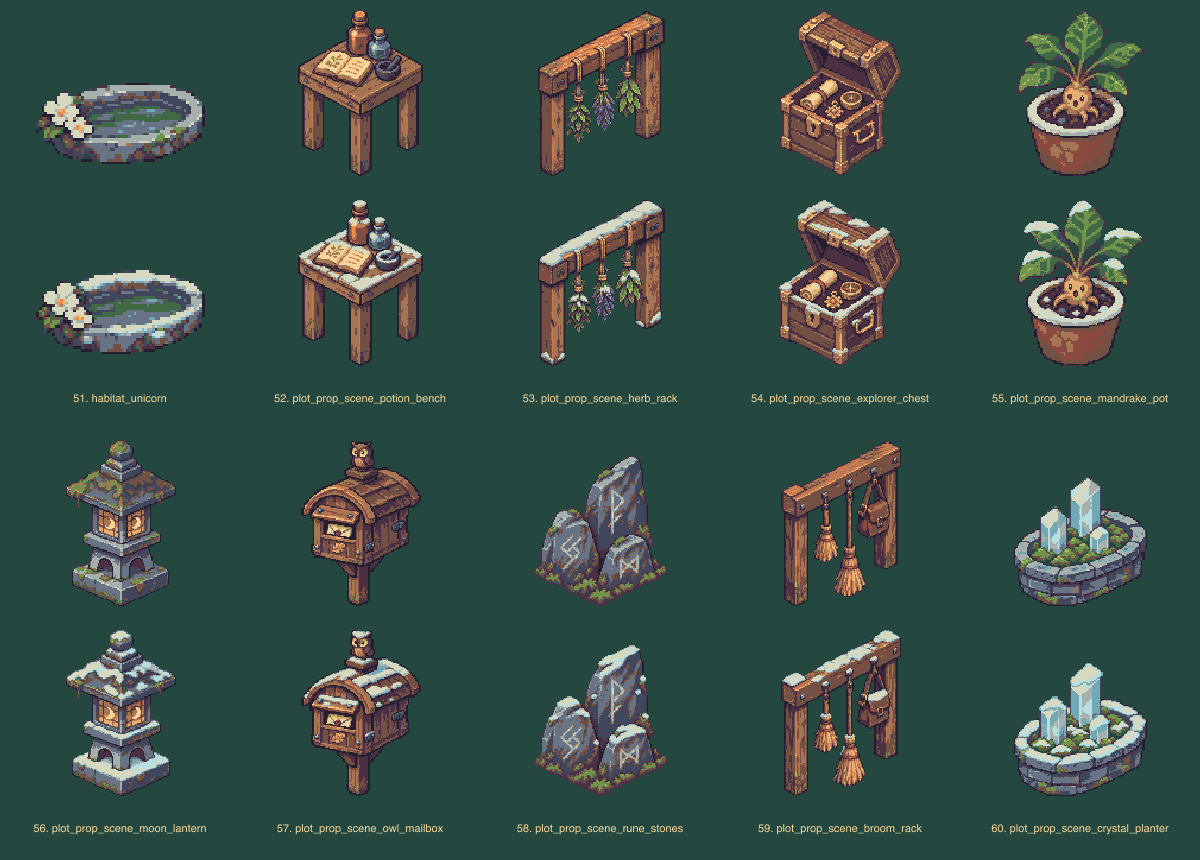 51. habitat_unicorn
52. plot_prop_scene_potion_bench
53. plot_prop_scene_herb_rack
54. plot_prop_scene_explorer_chest
55. plot_prop_scene_mandrake_pot
56. plot_prop_scene_moon_lantern
57. plot_prop_scene_owl_mailbox
58. plot_prop_scene_rune_stones
59. plot_prop_scene_broom_rack
60. plot_prop_scene_crystal_planter